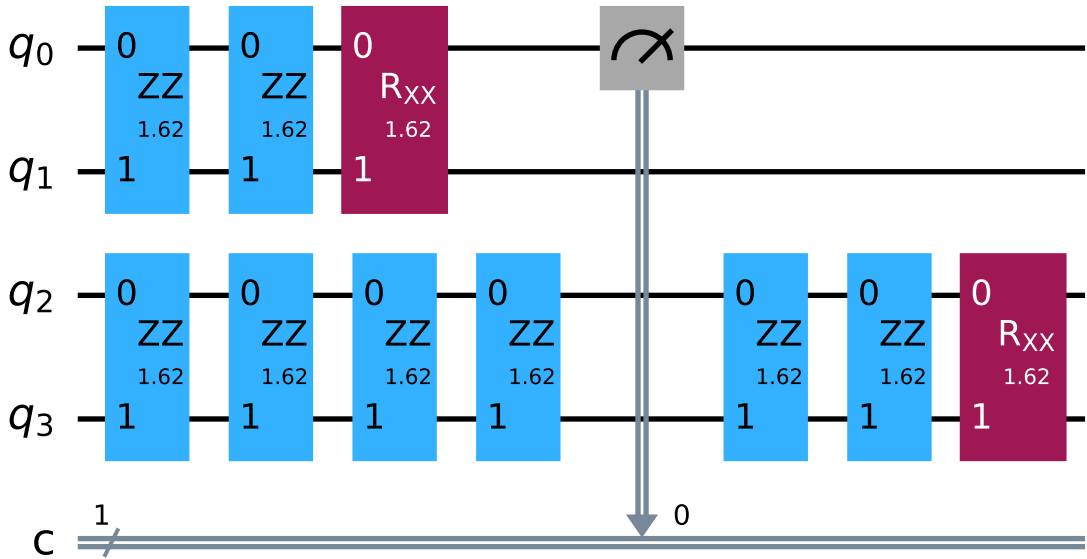 q0 0 0 0
ZZ ZZ RXX
1.62 1.62 1.62
q1 1 1 1
q2 0 0 0 0 0 0 0
ZZ ZZ ZZ ZZ ZZ ZZ RXX
1.62 1.62 1.62 1.62 1.62 1.62 1.62
q3 1 1 1 1 1 1 1
1 0
c